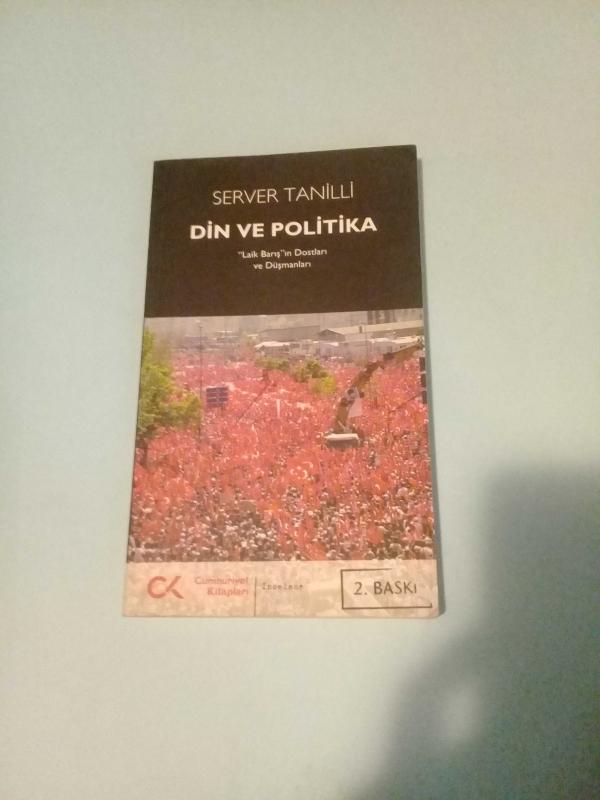 SERVER TANİLLİ
DİN VE POLİTİKA
"Laik Barış"ın Dostları
ve Düşmanları
CK
Cumhuriyet
Kitapları
İnceleme
2. BASKI